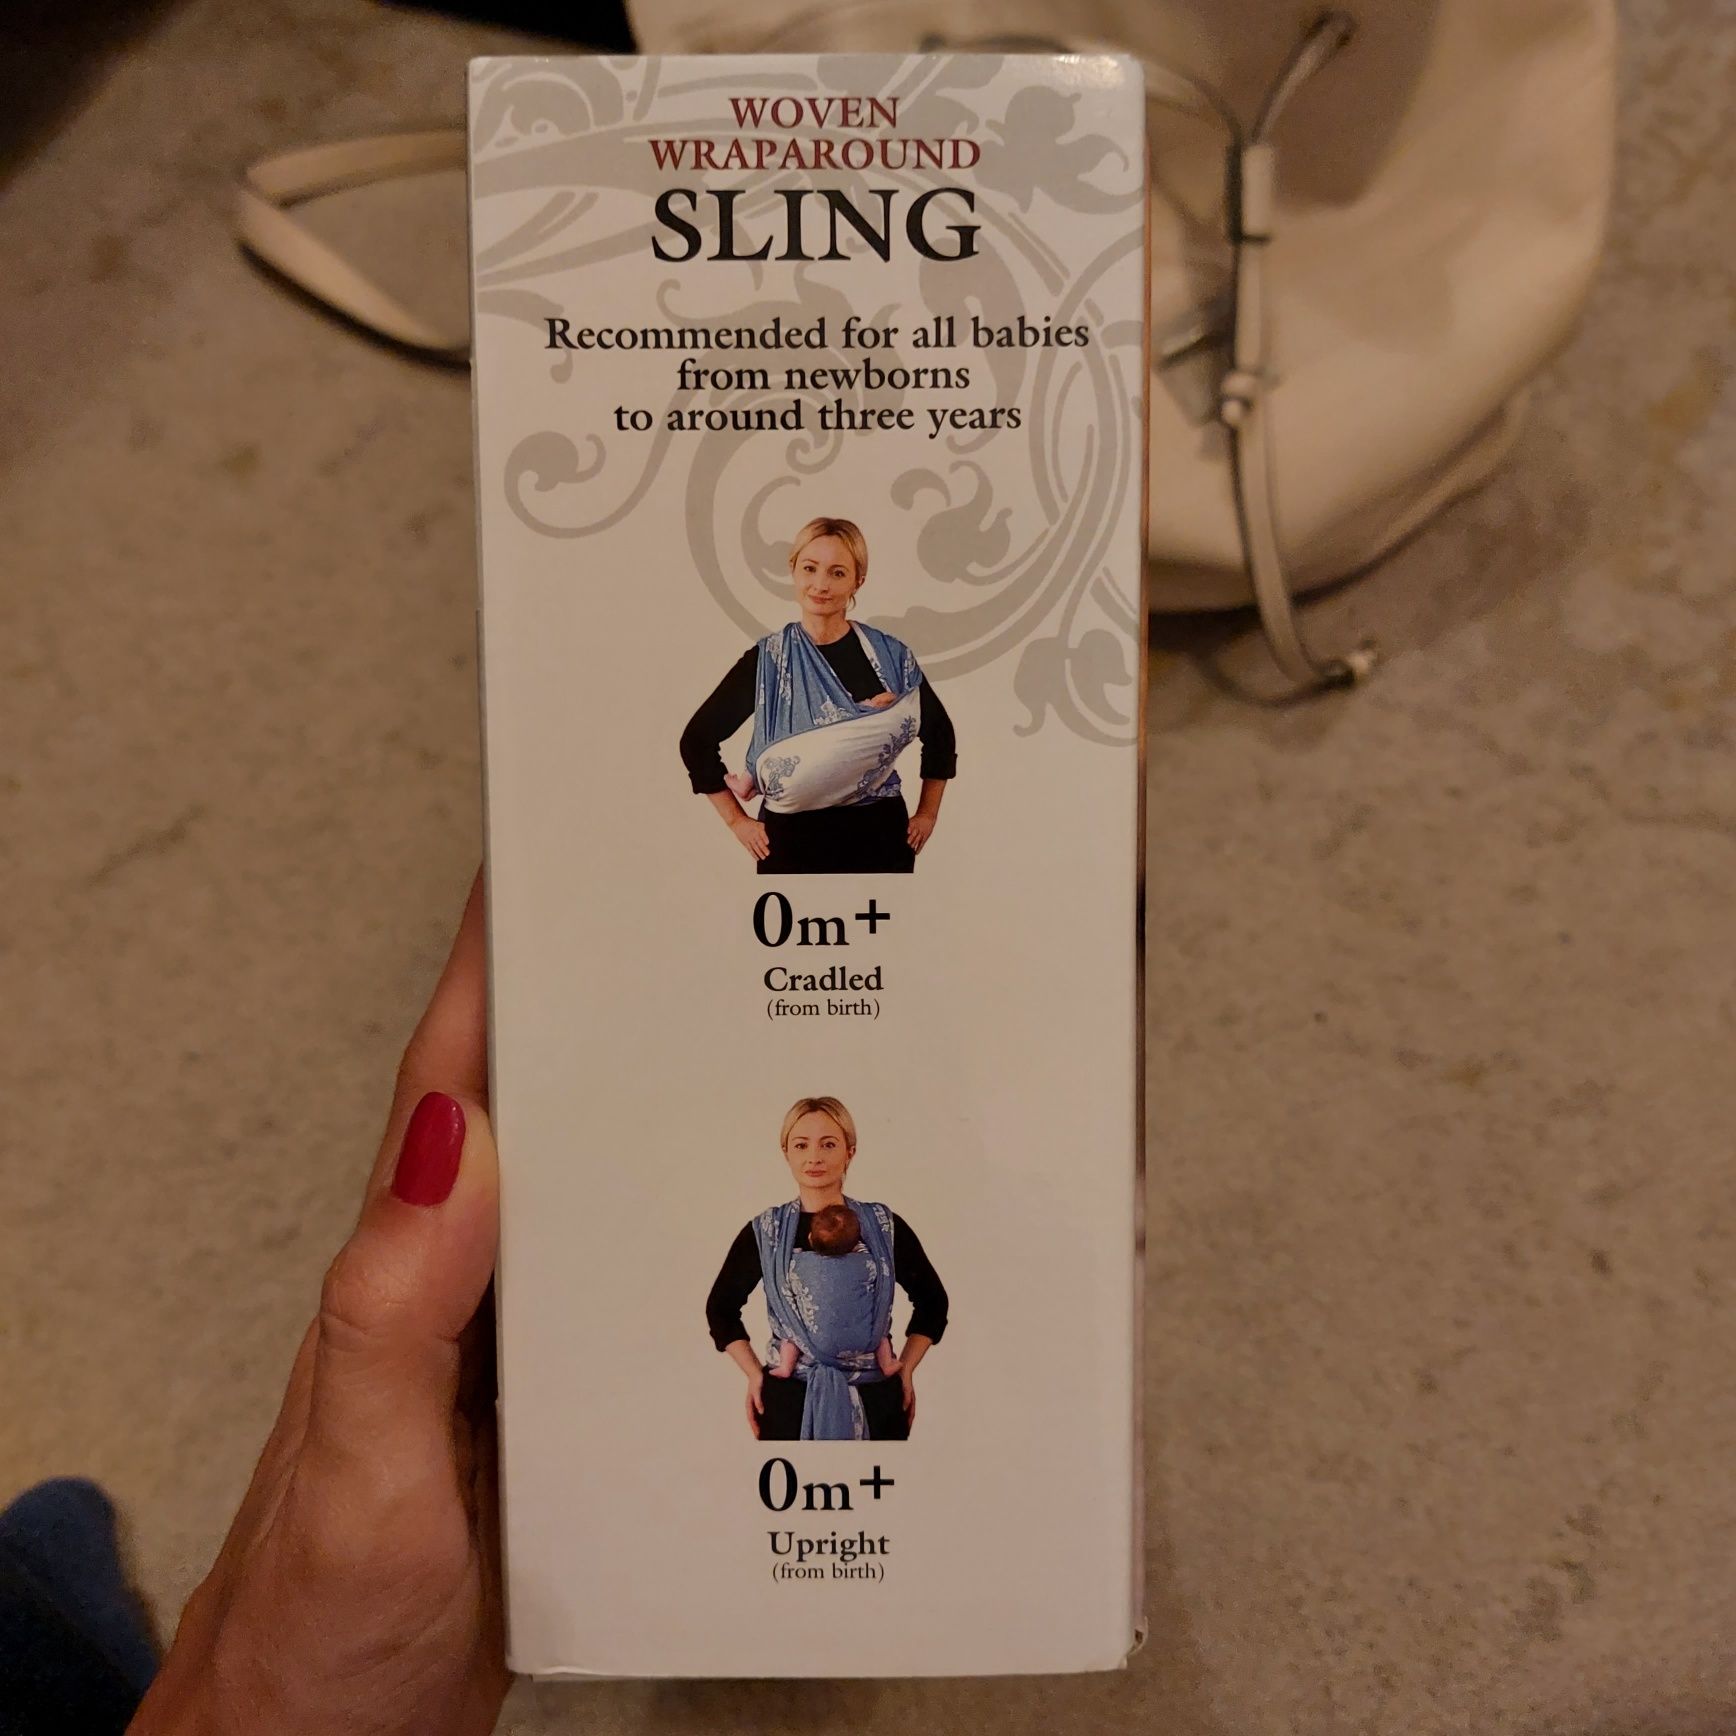 WOVEN
WRAPAROUND
SLING
Recommended for all babies
from newborns
to around three years
0m+
Cradled
(from birth)
0m+
Upright
(from birth)